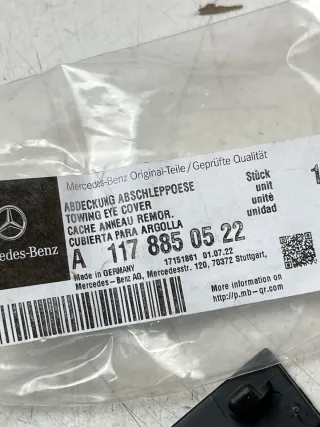 Mercedes-Benz Original-Teile/Geprüfte Qualität
ABDECKUNG ABSCHLEPPOESE
TOWING EYE COVER
CACHE ANNEAU REMOR.
CUBIERTA PARA ARGOLLA
Stück
unit
unité
unidad
1
A 117 885 05 22
Made in GERMANY 17151861 01.07.22
Mercedes-Benz AG, Mercedesstr. 120, 70372 Stuttgart,
More information on
http://p.mb-qr.com
cedes-Benz